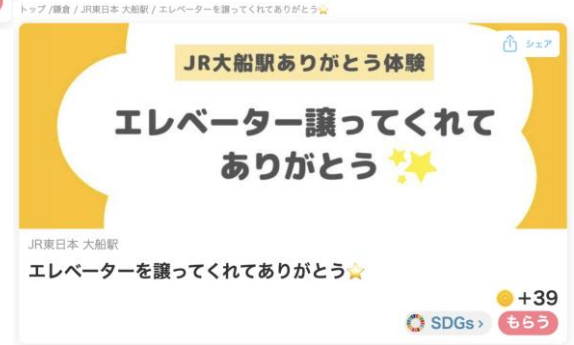 トップ /鎌倉 / JR東日本 大船駅 / エレベーターを譲ってくれてありがとう⭐
シェア
JR大船駅ありがとう体験
エレベーター譲ってくれて
ありがとう
JR東日本 大船駅
エレベーターを譲ってくれてありがとう⭐
+39
SDGs ›
もらう